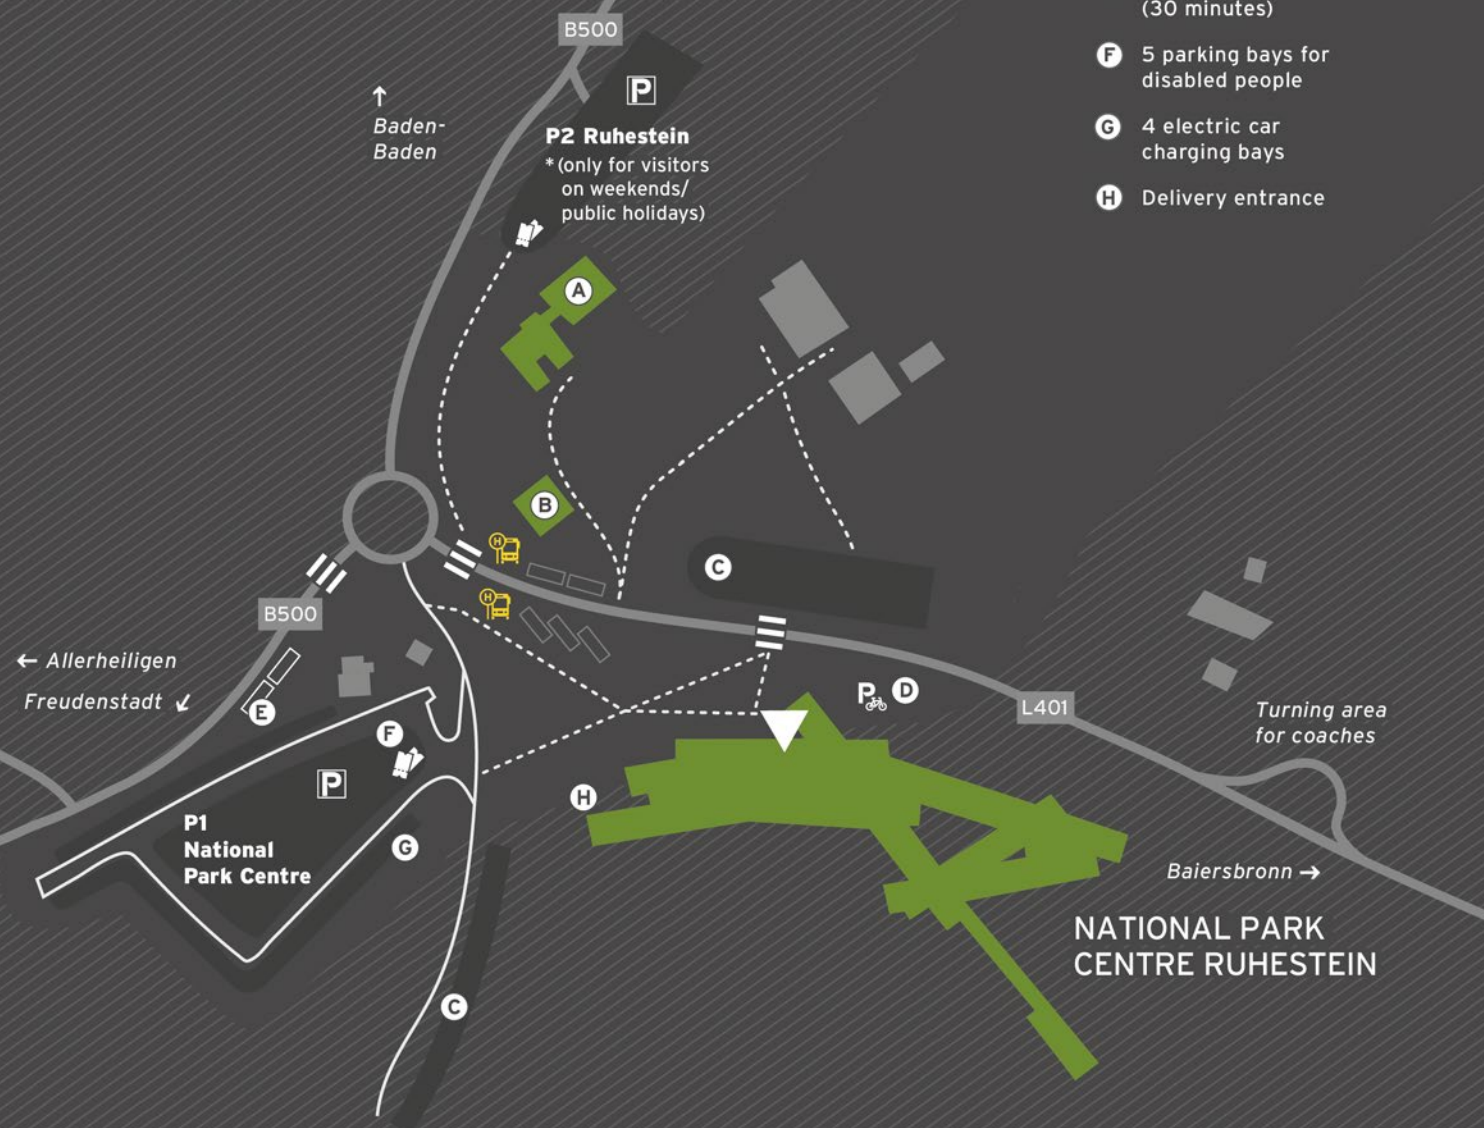 B500
P
P2 Ruhestein
* (only for visitors
on weekends/
public holidays)
↑
Baden-
Baden
(30 minutes)
F 5 parking bays for
disabled people
G 4 electric car
charging bays
H Delivery entrance
A
B
H
H
C
B500
← Allerheiligen
Freudenstadt ↙
E
F
P
P1
National
Park Centre
G
H
P D
L401
Turning area
for coaches
Baiersbronn →
NATIONAL PARK
CENTRE RUHESTEIN
C